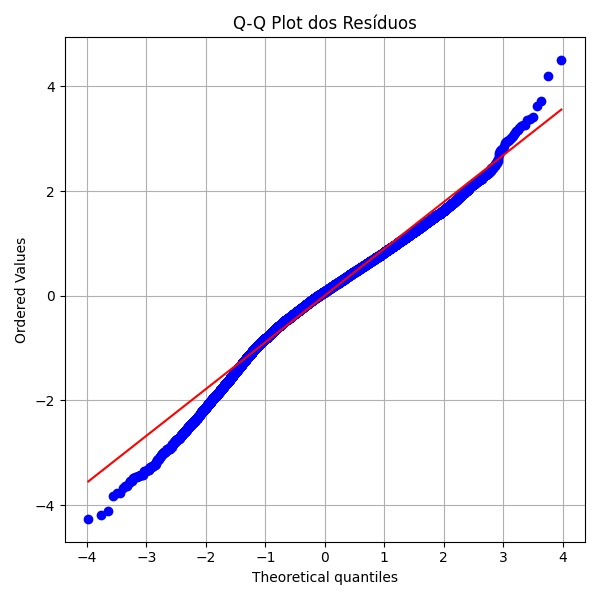 Q-Q Plot dos Resíduos
Ordered Values
4
2
0
−2
−4
−4 −3 −2 −1 0 1 2 3 4
Theoretical quantiles